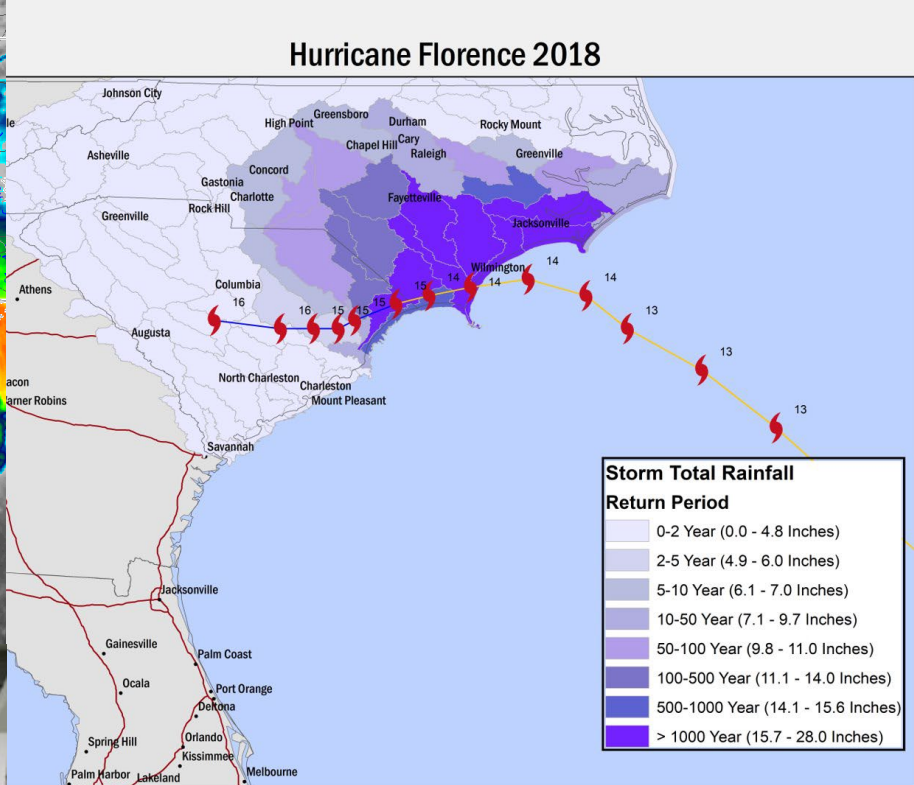 Hurricane Florence 2018
Johnson City
Greensboro
High Point
Durham
Rocky Mount
Cary
Chapel Hill
Raleigh
Greenville
Asheville
Concord
Gastonia
Charlotte
Fayetteville
Rock Hill
Greenville
Jacksonville
Wilmington
14
14
14
14
15
13
Columbia
16
16
15
15
15
Athens
Augusta
13
North Charleston
Charleston
Mount Pleasant
acon
arner Robins
13
Savannah
Jacksonville
Gainesville
Palm Coast
Ocala
Port Orange
Deltona
Orlando
Spring Hill
Kissimmee
Palm Harbor
Lakeland
Melbourne
Storm Total Rainfall
Return Period
0-2 Year (0.0 - 4.8 Inches)
2-5 Year (4.9 - 6.0 Inches)
5-10 Year (6.1 - 7.0 Inches)
10-50 Year (7.1 - 9.7 Inches)
50-100 Year (9.8 - 11.0 Inches)
100-500 Year (11.1 - 14.0 Inches)
500-1000 Year (14.1 - 15.6 Inches)
> 1000 Year (15.7 - 28.0 Inches)